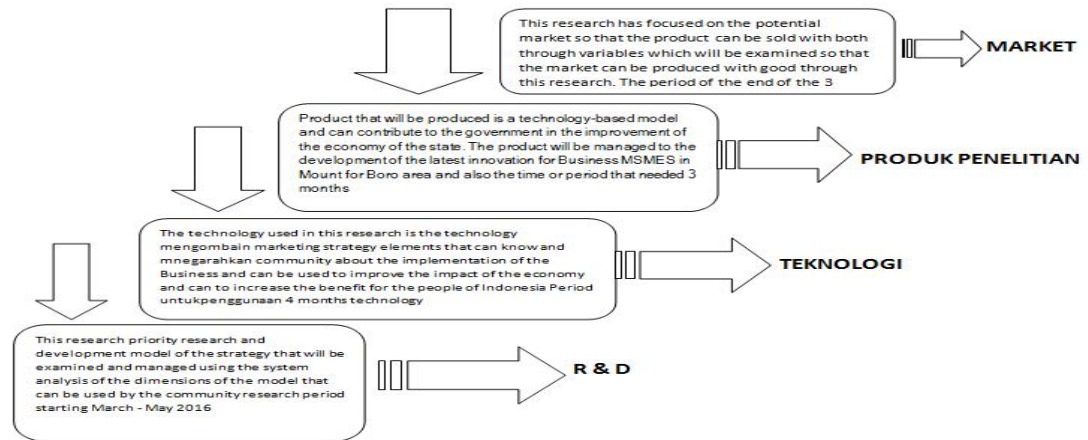 This research has focused on the potential
market so that the product can be sold with both
through variables which will be examined so that
the market can be produced with good through
this research. The period of the end of the 3
MARKET
Product that will be produced is a technology-based model
and can contribute to the government in the improvement of
the economy of the state. The product will be managed to the
development of the latest innovation for Business MSMES in
Mount for Boro area and also the time or period that needed 3
months
PRODUK PENELITIAN
The technology used in this research is the technology
mengombain marketing strategy elements that can know and
mnegarahkan community about the implementation of the
Business and can be used to improve the impact of the economy
and can to increase the benefit for the people of Indonesia Period
untukpenggunaan 4 months technology
TEKNOLOGI
This research priority research and
development model of the strategy that will be
examined and managed using the system
analysis of the dimensions of the model that
can be used by the community research period
starting March - May 2016
R & D